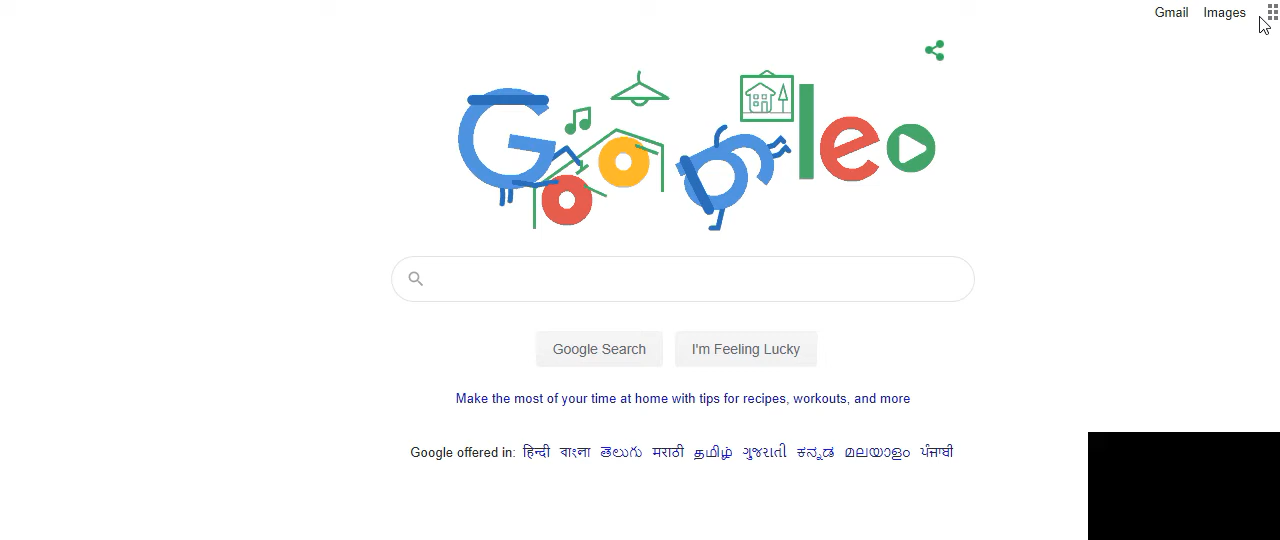 Gmail Images
Google
Google Search I'm Feeling Lucky
Make the most of your time at home with tips for recipes, workouts, and more
Google offered in: हिन्दी বাংলা తెలుగు मराठी தமிழ் ગુજરાતી ಕನ್ನಡ മലയാളം ਪੰਜਾਬੀ